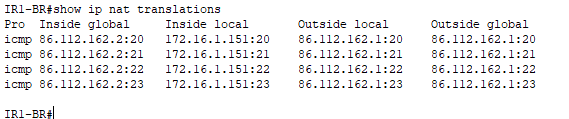 IR1-BR#show ip nat translations
Pro  Inside global     Inside local       Outside local      Outside global
icmp 86.112.162.2:20   172.16.1.151:20    86.112.162.1:20    86.112.162.1:20
icmp 86.112.162.2:21   172.16.1.151:21    86.112.162.1:21    86.112.162.1:21
icmp 86.112.162.2:22   172.16.1.151:22    86.112.162.1:22    86.112.162.1:22
icmp 86.112.162.2:23   172.16.1.151:23    86.112.162.1:23    86.112.162.1:23
IR1-BR#